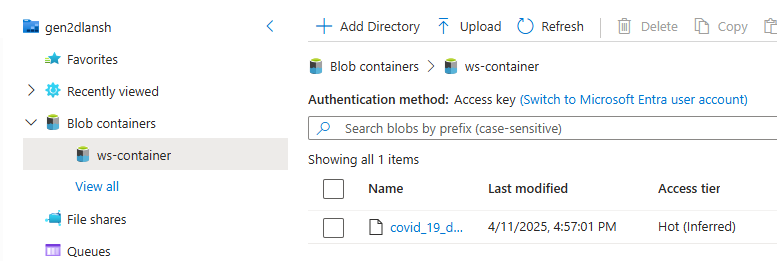 gen2dlansh
Favorites
Recently viewed
Blob containers
ws-container
View all
File shares
Queues
Add Directory Upload Refresh Delete Copy
Blob containers > ws-container
Authentication method: Access key (Switch to Microsoft Entra user account)
Search blobs by prefix (case-sensitive)
Showing all 1 items
Name Last modified Access tier
covid_19_d... 4/11/2025, 4:57:01 PM Hot (Inferred)